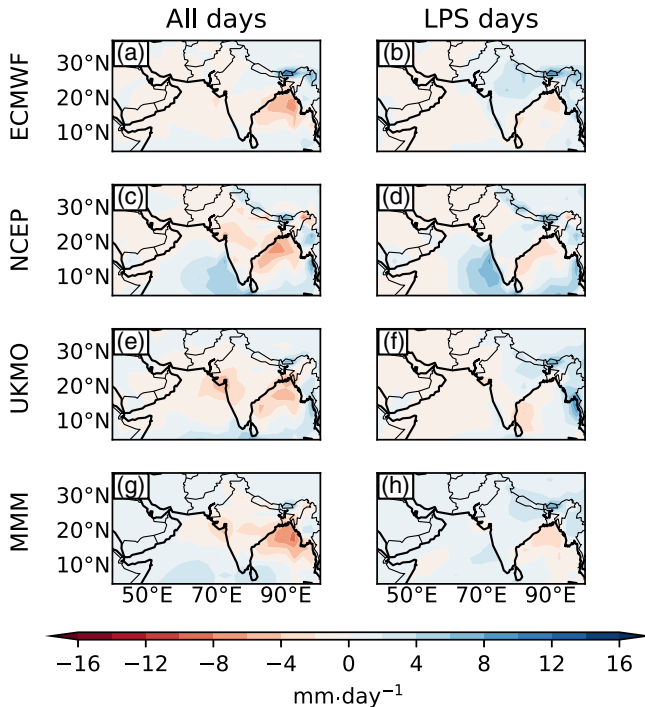 All days LPS days
ECMWF
(a) (b)
30°N
20°N
10°N
NCEP
(c) (d)
30°N
20°N
10°N
UKMO
(e) (f)
30°N
20°N
10°N
MMM
(g) (h)
30°N
20°N
10°N
50°E 70°E 90°E 50°E 70°E 90°E
−16 −12 −8 −4 0 4 8 12 16
mm·day⁻¹